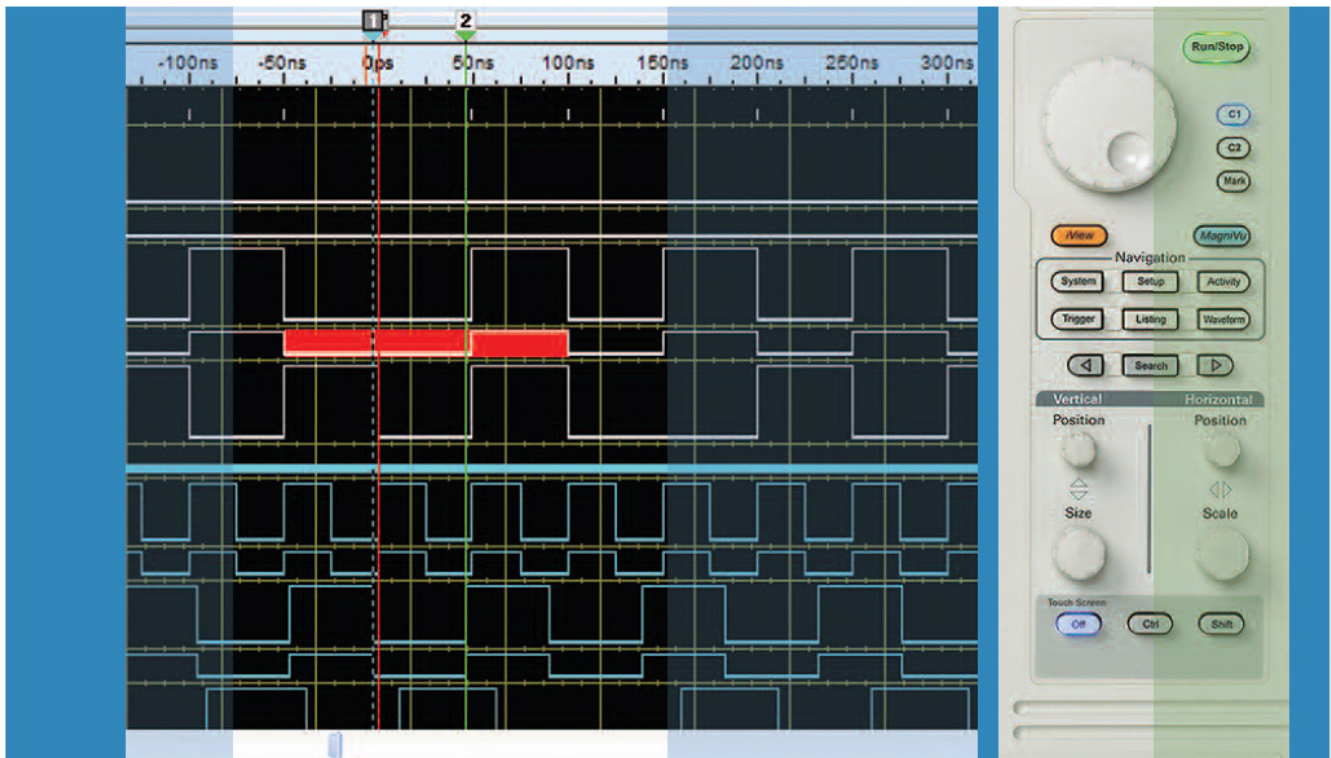 1 2
-100ns -50ns 0ps 50ns 100ns 150ns 200ns 250ns 300ns
Run/Stop
C1
C2
Mark
iView MagniVu
Navigation
System Setup Activity
Trigger Listing Waveform
Search
Vertical Horizontal
Position Position
Size Scale
Touch Screen
Off Ctrl Shift